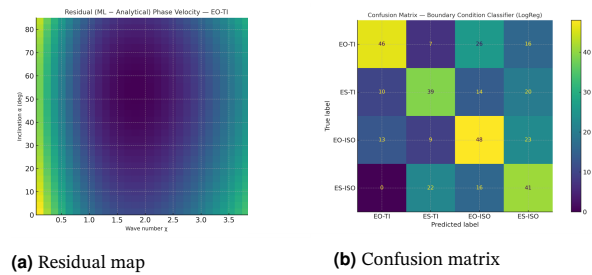 Residual (ML − Analytical) Phase Velocity — EO-TI
Inclination α (deg)
80
70
60
50
40
30
20
10
0
0.5 1.0 1.5 2.0 2.5 3.0 3.5
Wave number χ
(a) Residual map
Confusion Matrix — Boundary Condition Classifier (LogReg)
True label
EO-TI 46 7 26 16
ES-TI 10 39 14 20
EO-ISO 13 9 48 23
ES-ISO 0 22 16 41
EO-TI ES-TI EO-ISO ES-ISO
Predicted label
40
30
20
10
0
(b) Confusion matrix